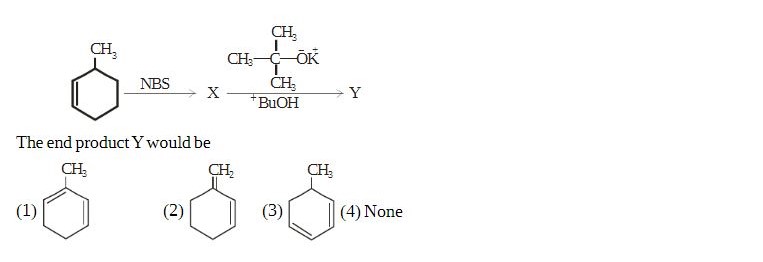 CH₃
CH₃ CH₃—C—ŌK⁺
NBS X CH₃ Y
⁺BuOH
The end product Y would be
CH₃ CH₂ CH₃
(1) (2) (3) (4) None